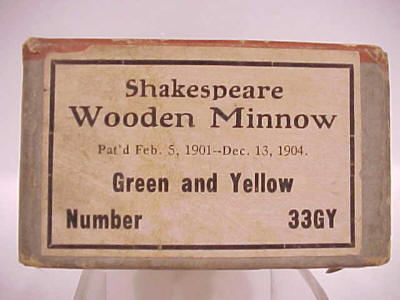 Shakespeare
Wooden Minnow
Pat'd Feb. 5, 1901--Dec. 13, 1904.
Green and Yellow
Number 33GY